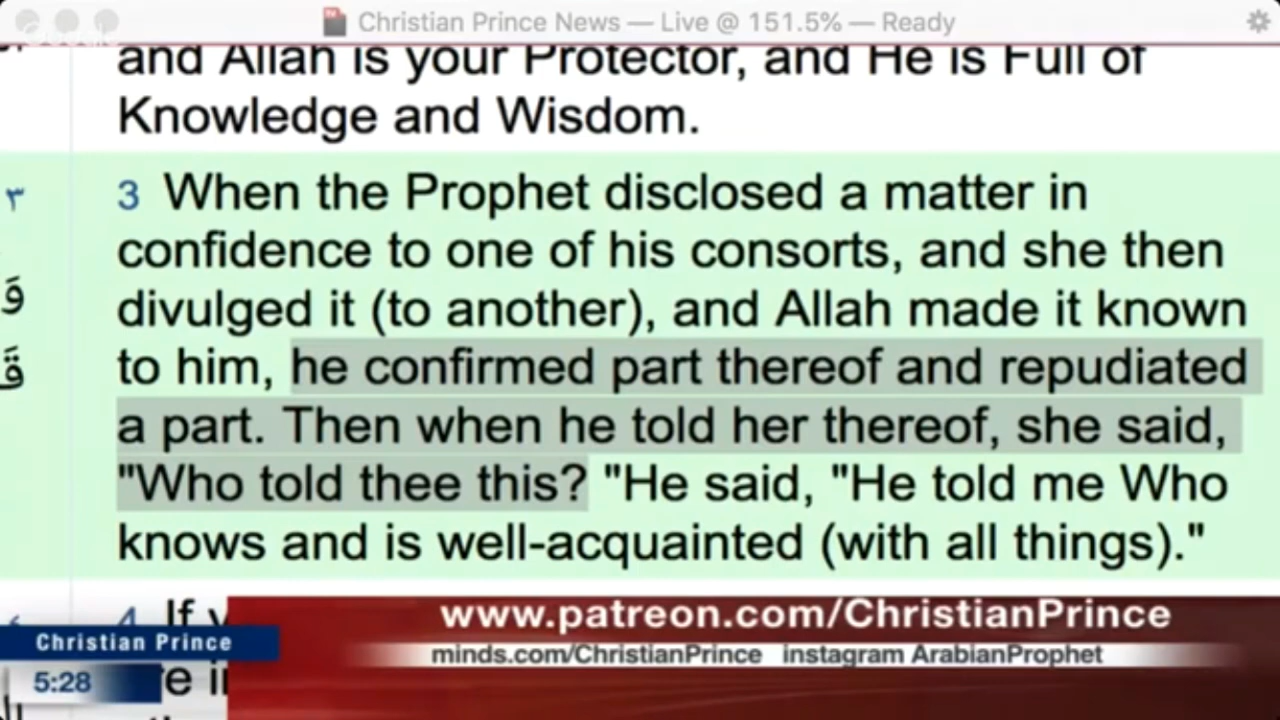 Christian Prince News — Live @ 151.5% — Ready
Google
and Allah is your Protector, and He is Full of
Knowledge and Wisdom.
٣
3 When the Prophet disclosed a matter in
confidence to one of his consorts, and she then
divulged it (to another), and Allah made it known
to him, he confirmed part thereof and repudiated
a part. Then when he told her thereof, she said,
"Who told thee this? "He said, "He told me Who
knows and is well-acquainted (with all things)."
4 If
www.patreon.com/ChristianPrince
Christian Prince
minds.com/ChristianPrince instagram ArabianProphet
5:28